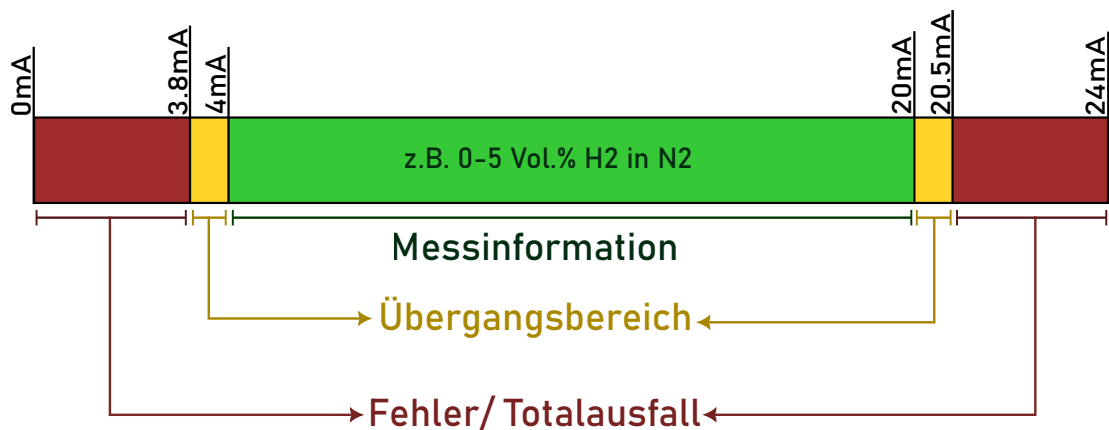 0mA
3.8mA
4mA
20mA
20.5mA
24mA
z.B. 0-5 Vol.% H2 in N2
Messinformation
Übergangsbereich
Fehler/ Totalausfall